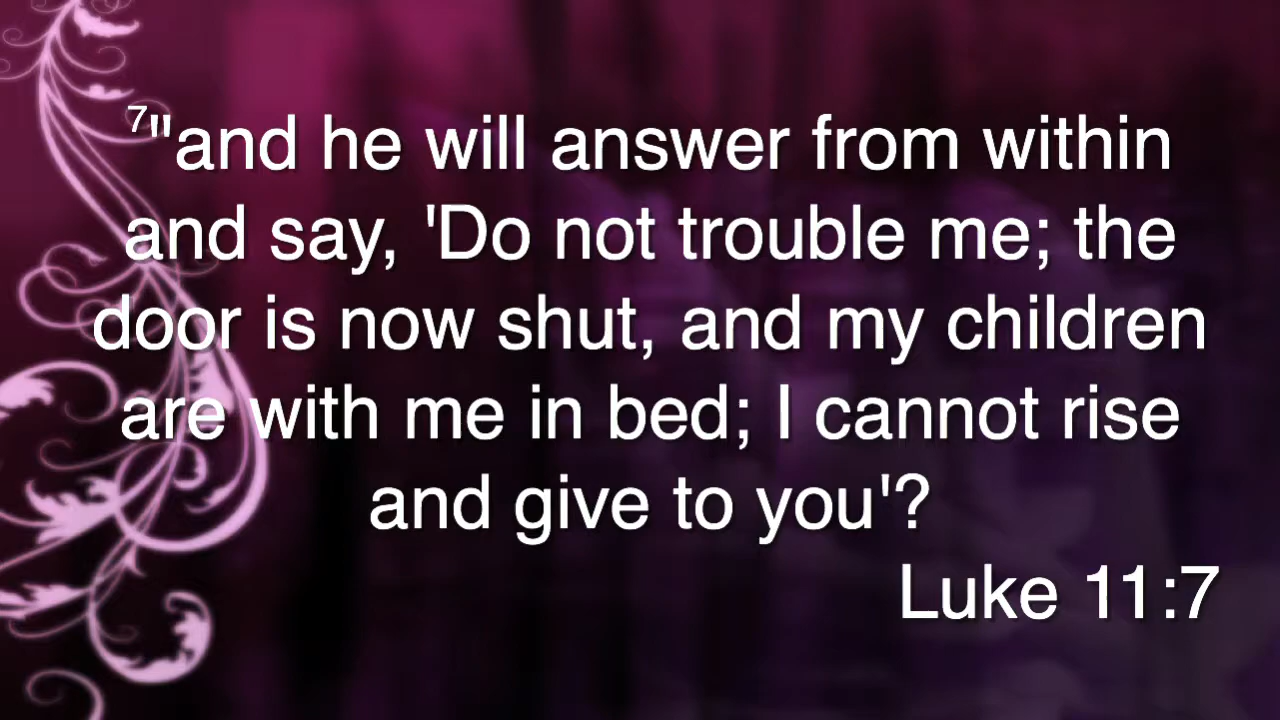 7"and he will answer from within
and say, 'Do not trouble me; the
door is now shut, and my children
are with me in bed; I cannot rise
and give to you'?
Luke 11:7